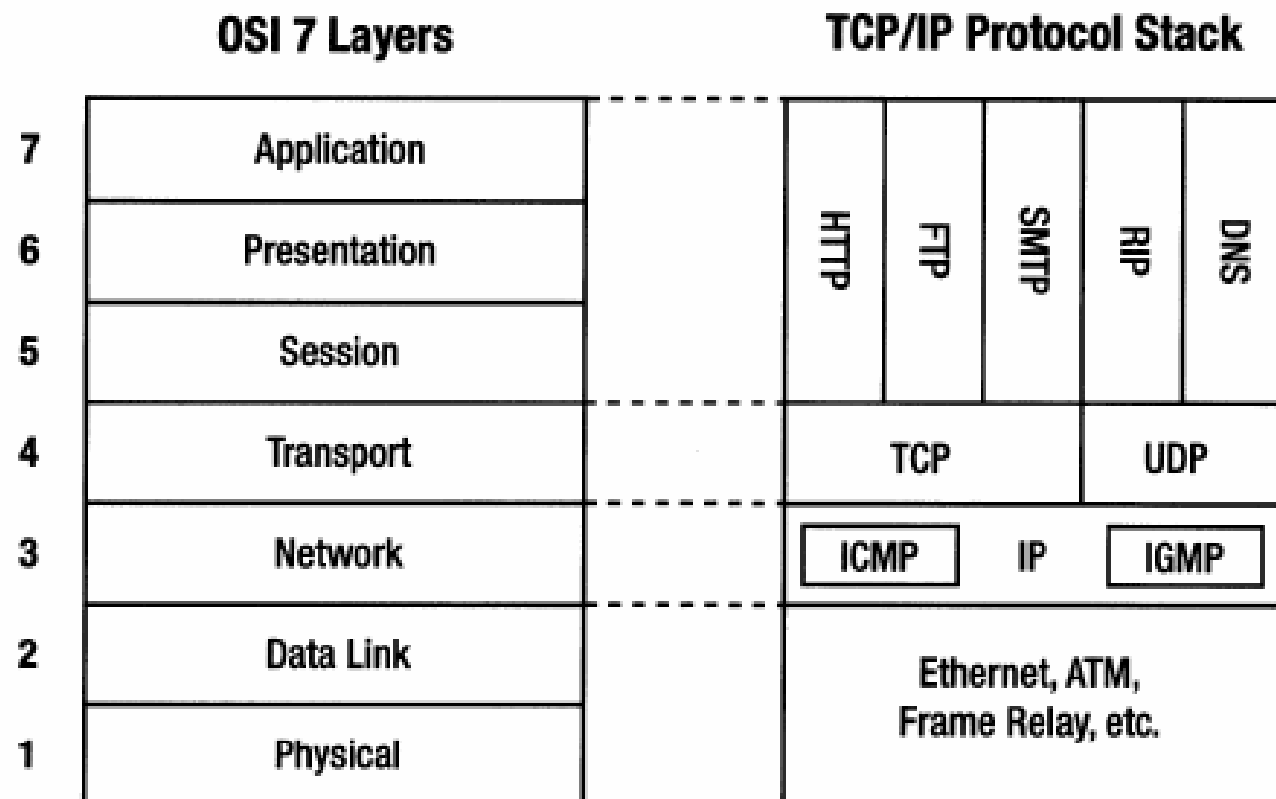 OSI 7 Layers
TCP/IP Protocol Stack
7
Application
6
Presentation
5
Session
HTTP
FTP
SMTP
RIP
DNS
4
Transport
TCP
UDP
3
Network
ICMP
IP
IGMP
2
Data Link
1
Physical
Ethernet, ATM,
Frame Relay, etc.